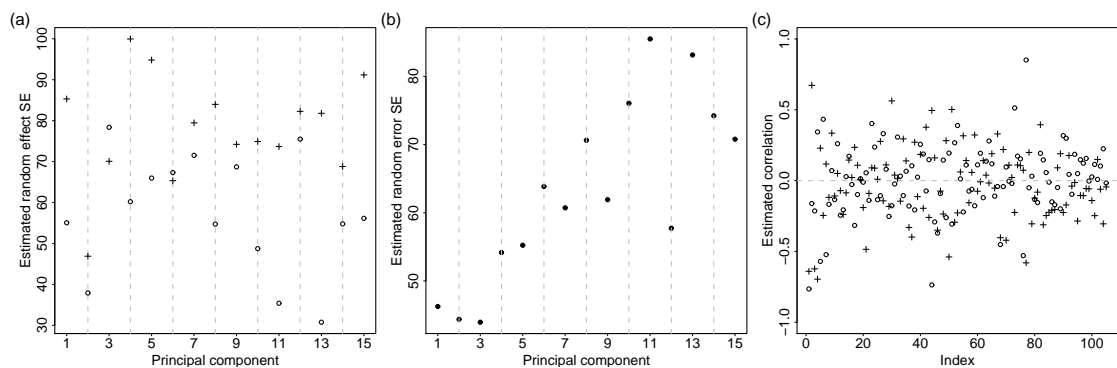 (a)
Estimated random effect SE
100
90
80
70
60
50
40
30
1 3 5 7 9 11 13 15
Principal component
(b)
Estimated random error SE
80
70
60
50
1 3 5 7 9 11 13 15
Principal component
(c)
Estimated correlation
1.0
0.5
0.0
−0.5
−1.0
0 20 40 60 80 100
Index